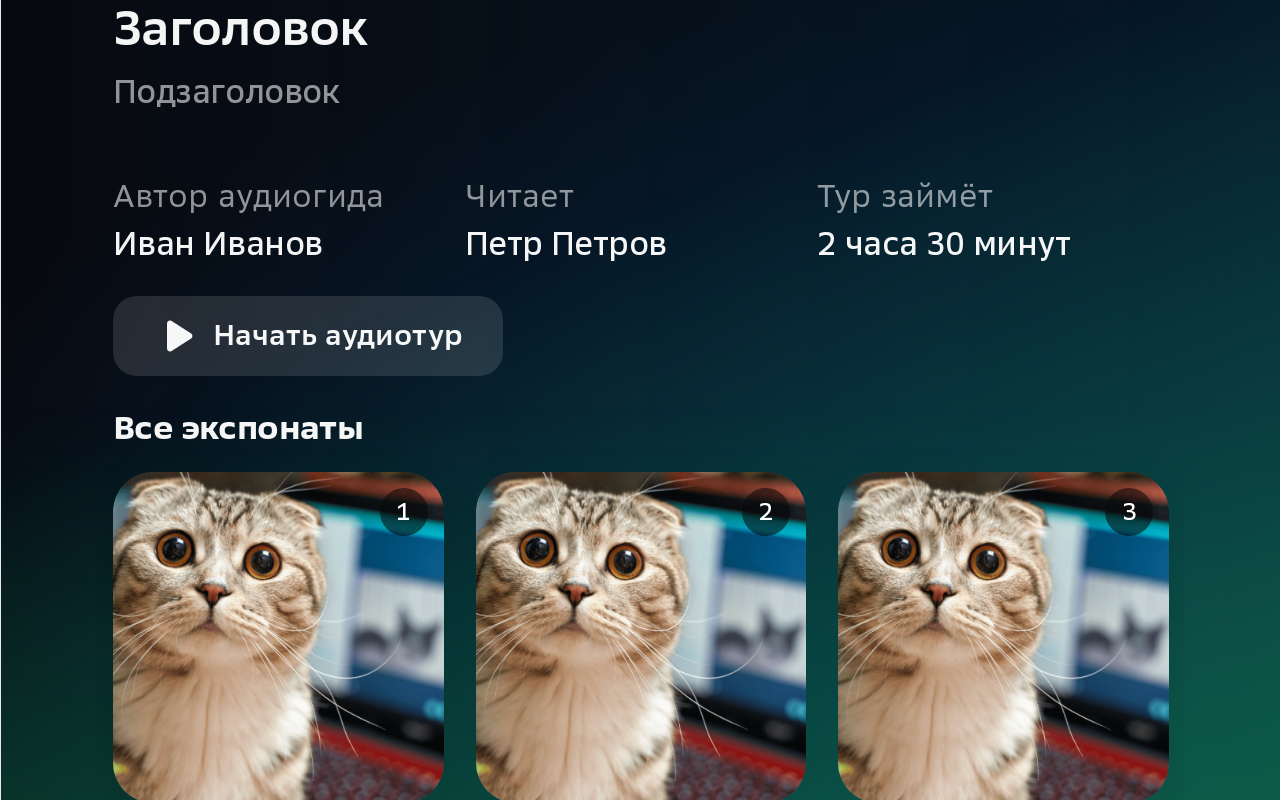 Заголовок
Подзаголовок
Автор аудиогида Читает Тур займёт
Иван Иванов Петр Петров 2 часа 30 минут
Начать аудиотур
Все экспонаты
1 2 3